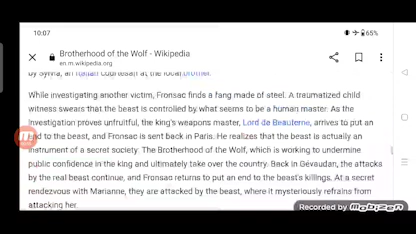 10:07
65%
Brotherhood of the Wolf - Wikipedia
en.m.wikipedia.org
by Sylvia, an Italian courtesan at the local brothel.
While investigating another victim, Fronsac finds a fang made of steel. A traumatized child
witness swears that the beast is controlled by what seems to be a human master. As the
investigation proves unfruitful, the king's weapons master, Lord de Beauterne, arrives to put an
end to the beast, and Fronsac is sent back to Paris. He realizes that the beast is actually an
instrument of a secret society. The Brotherhood of the Wolf, which is working to undermine
public confidence in the king and ultimately take over the country. Back in Gévaudan, the attacks
by the real beast continue, and Fronsac returns to put an end to the beast's killings. At a secret
rendezvous with Marianne, they are attacked by the beast, where it mysteriously refrains from
attacking her.
Recorded by Mobizen